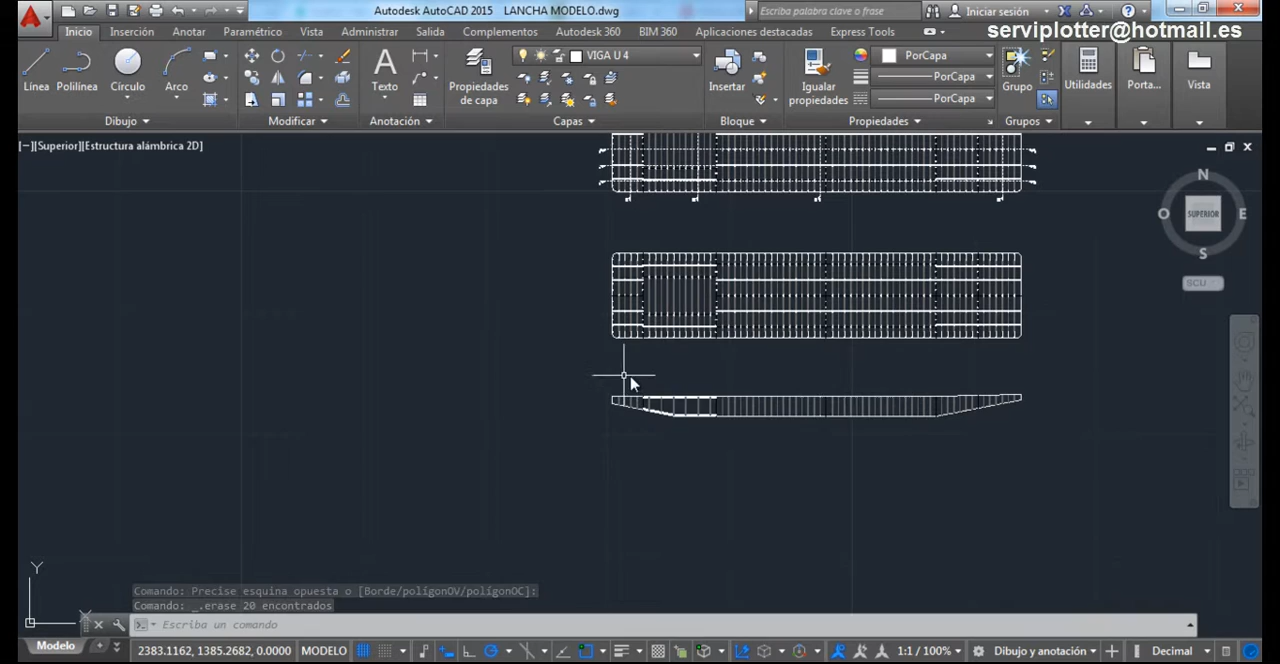 Autodesk AutoCAD 2015 LANCHA MODELO.dwg
Escriba palabra clave o frase
Iniciar sesión
Inicio Inserción Anotar Paramétrico Vista Administrar Salida Complementos Autodesk 360 BIM 360 Aplicaciones destacadas Express Tools
serviplotter@hotmail.es
Línea Polilínea Círculo Arco
Texto
Propiedades de capa
VIGA U 4
Insertar
Igualar propiedades
PorCapa
PorCapa
PorCapa
Grupo
Utilidades
Porta...
Vista
Dibujo Modificar Anotación Capas Bloque Propiedades Grupos
[−][Superior][Estructura alámbrica 2D]
N
O SUPERIOR E
S
SCU
Y
Comando: Precise esquina opuesta o [Borde/polígonOV/polígonOC]:
Comando: _.erase 20 encontrados
Escriba un comando
Modelo
2383.1162, 1385.2682, 0.0000 MODELO 1:1 / 100% Dibujo y anotación Decimal